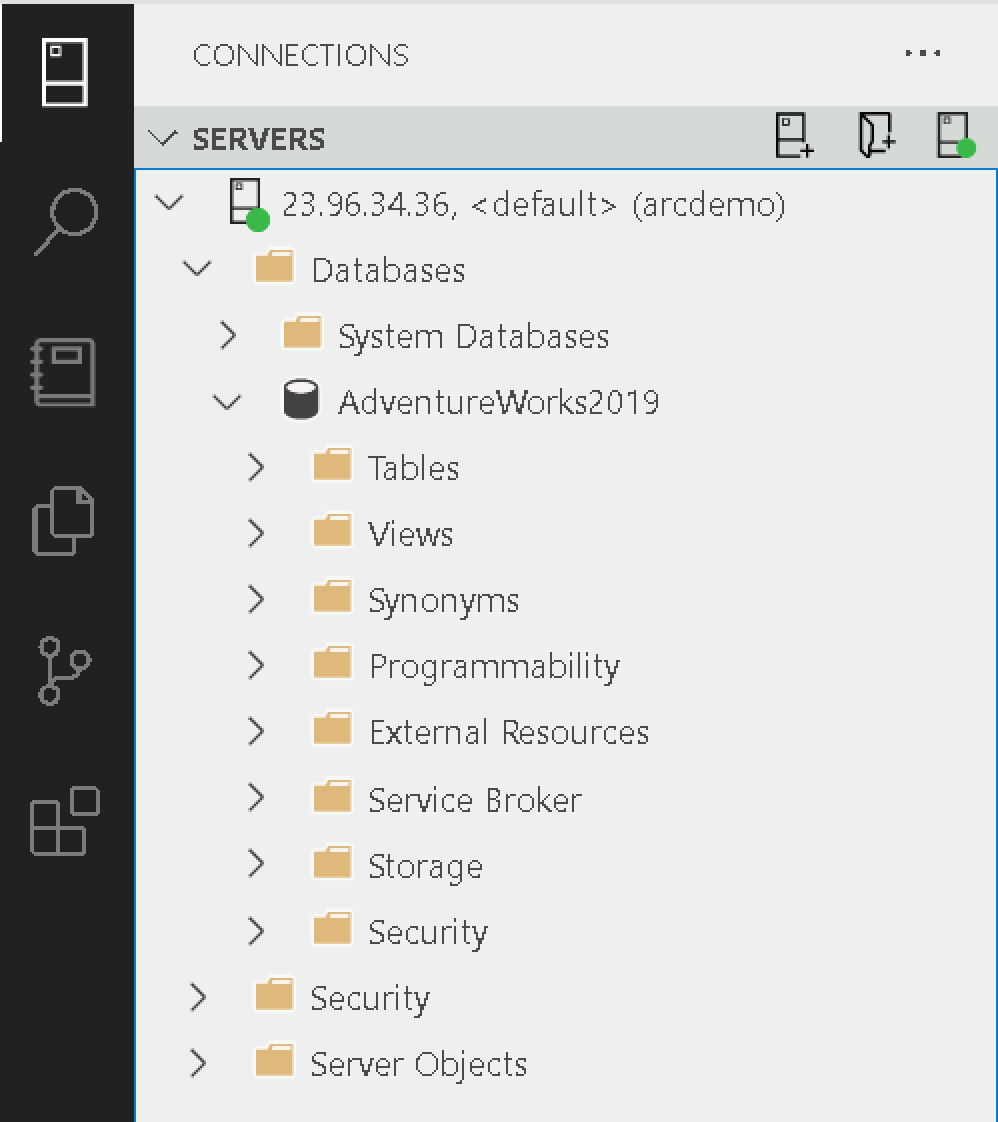 CONNECTIONS
SERVERS
23.96.34.36, <default> (arcdemo)
Databases
System Databases
AdventureWorks2019
Tables
Views
Synonyms
Programmability
External Resources
Service Broker
Storage
Security
Security
Server Objects